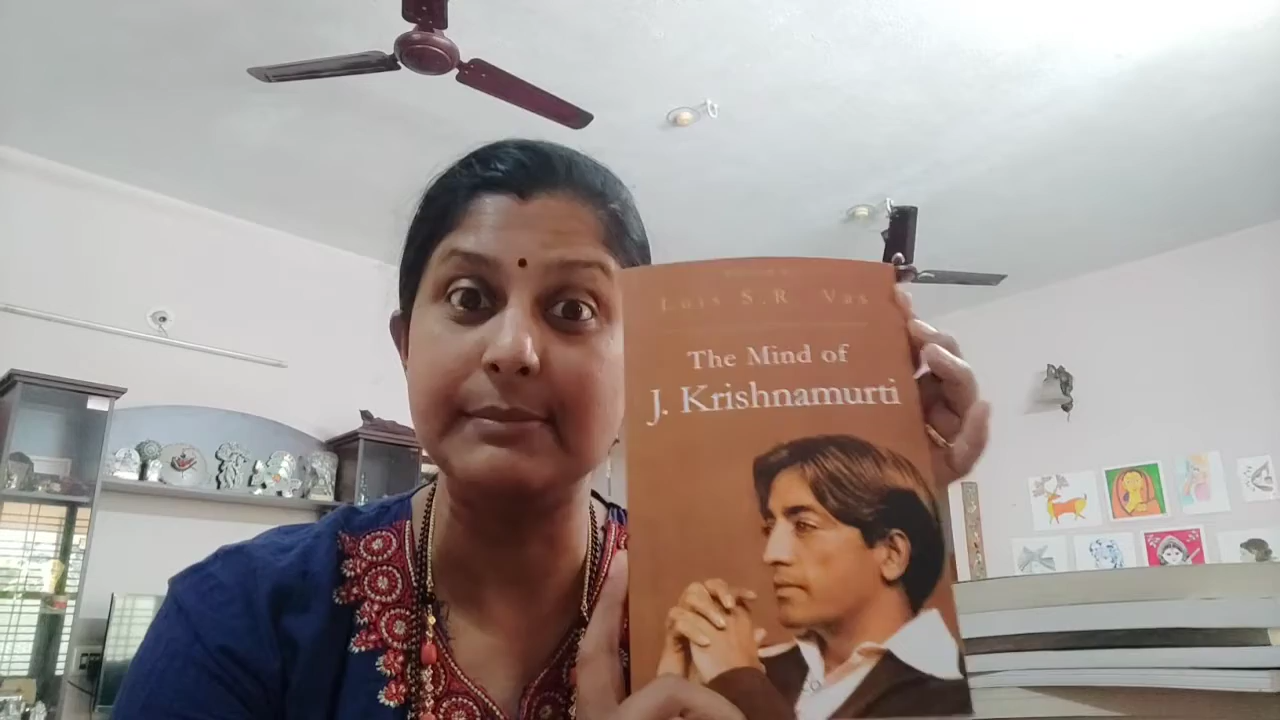 Luis S.R. Vas
The Mind of
J. Krishnamurti